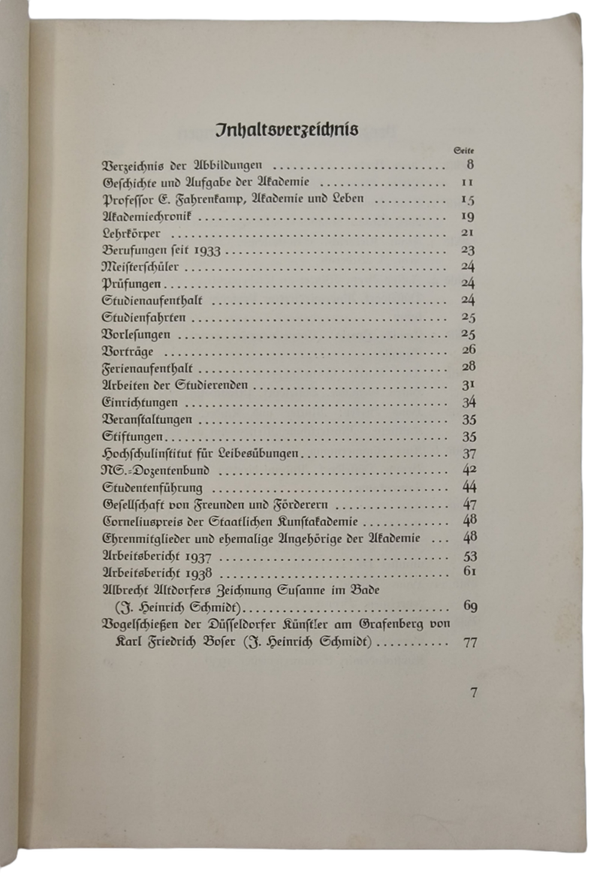 Inhaltsverzeichnis
Seite
Verzeichnis der Abbildungen .......................... 8
Geschichte und Aufgabe der Akademie ................... 11
Professor E. Fahrenkamp, Akademie und Leben ........... 15
Akademiechronik ....................................... 19
Lehrkörper ............................................ 21
Berufungen seit 1933 .................................. 23
Meisterschüler ........................................ 24
Prüfungen ............................................. 24
Studienaufenthalt ..................................... 24
Studienfahrten ........................................ 25
Vorlesungen ........................................... 25
Vorträge .............................................. 26
Ferienaufenthalt ...................................... 28
Arbeiten der Studierenden ............................. 31
Einrichtungen ......................................... 34
Veranstaltungen ....................................... 35
Stiftungen ............................................ 35
Hochschulinstitut für Leibesübungen ................... 37
NS.-Dozentenbund ...................................... 42
Studentenführung ...................................... 44
Gesellschaft von Freunden und Förderern ............... 47
Corneliuspreis der Staatlichen Kunstakademie .......... 48
Ehrenmitglieder und ehemalige Angehörige der Akademie ... 48
Arbeitsbericht 1937 ................................... 53
Arbeitsbericht 1938 ................................... 61
Albrecht Altdorfers Zeichnung Susanne im Bade
(J. Heinrich Schmidt) ................................. 69
Vogelschießen der Düsseldorfer Künstler am Grafenberg von
Karl Friedrich Boser (J. Heinrich Schmidt) ............ 77
7